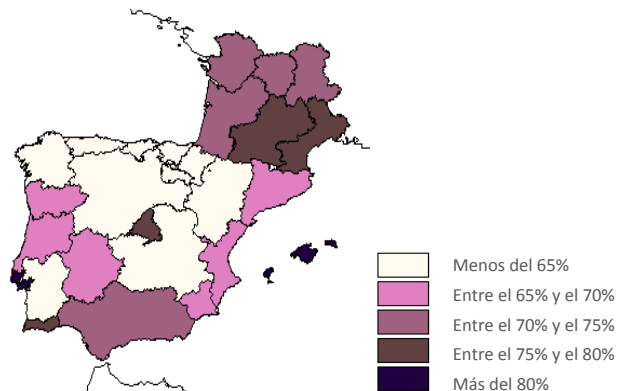 Menos del 65%
Entre el 65% y el 70%
Entre el 70% y el 75%
Entre el 75% y el 80%
Más del 80%